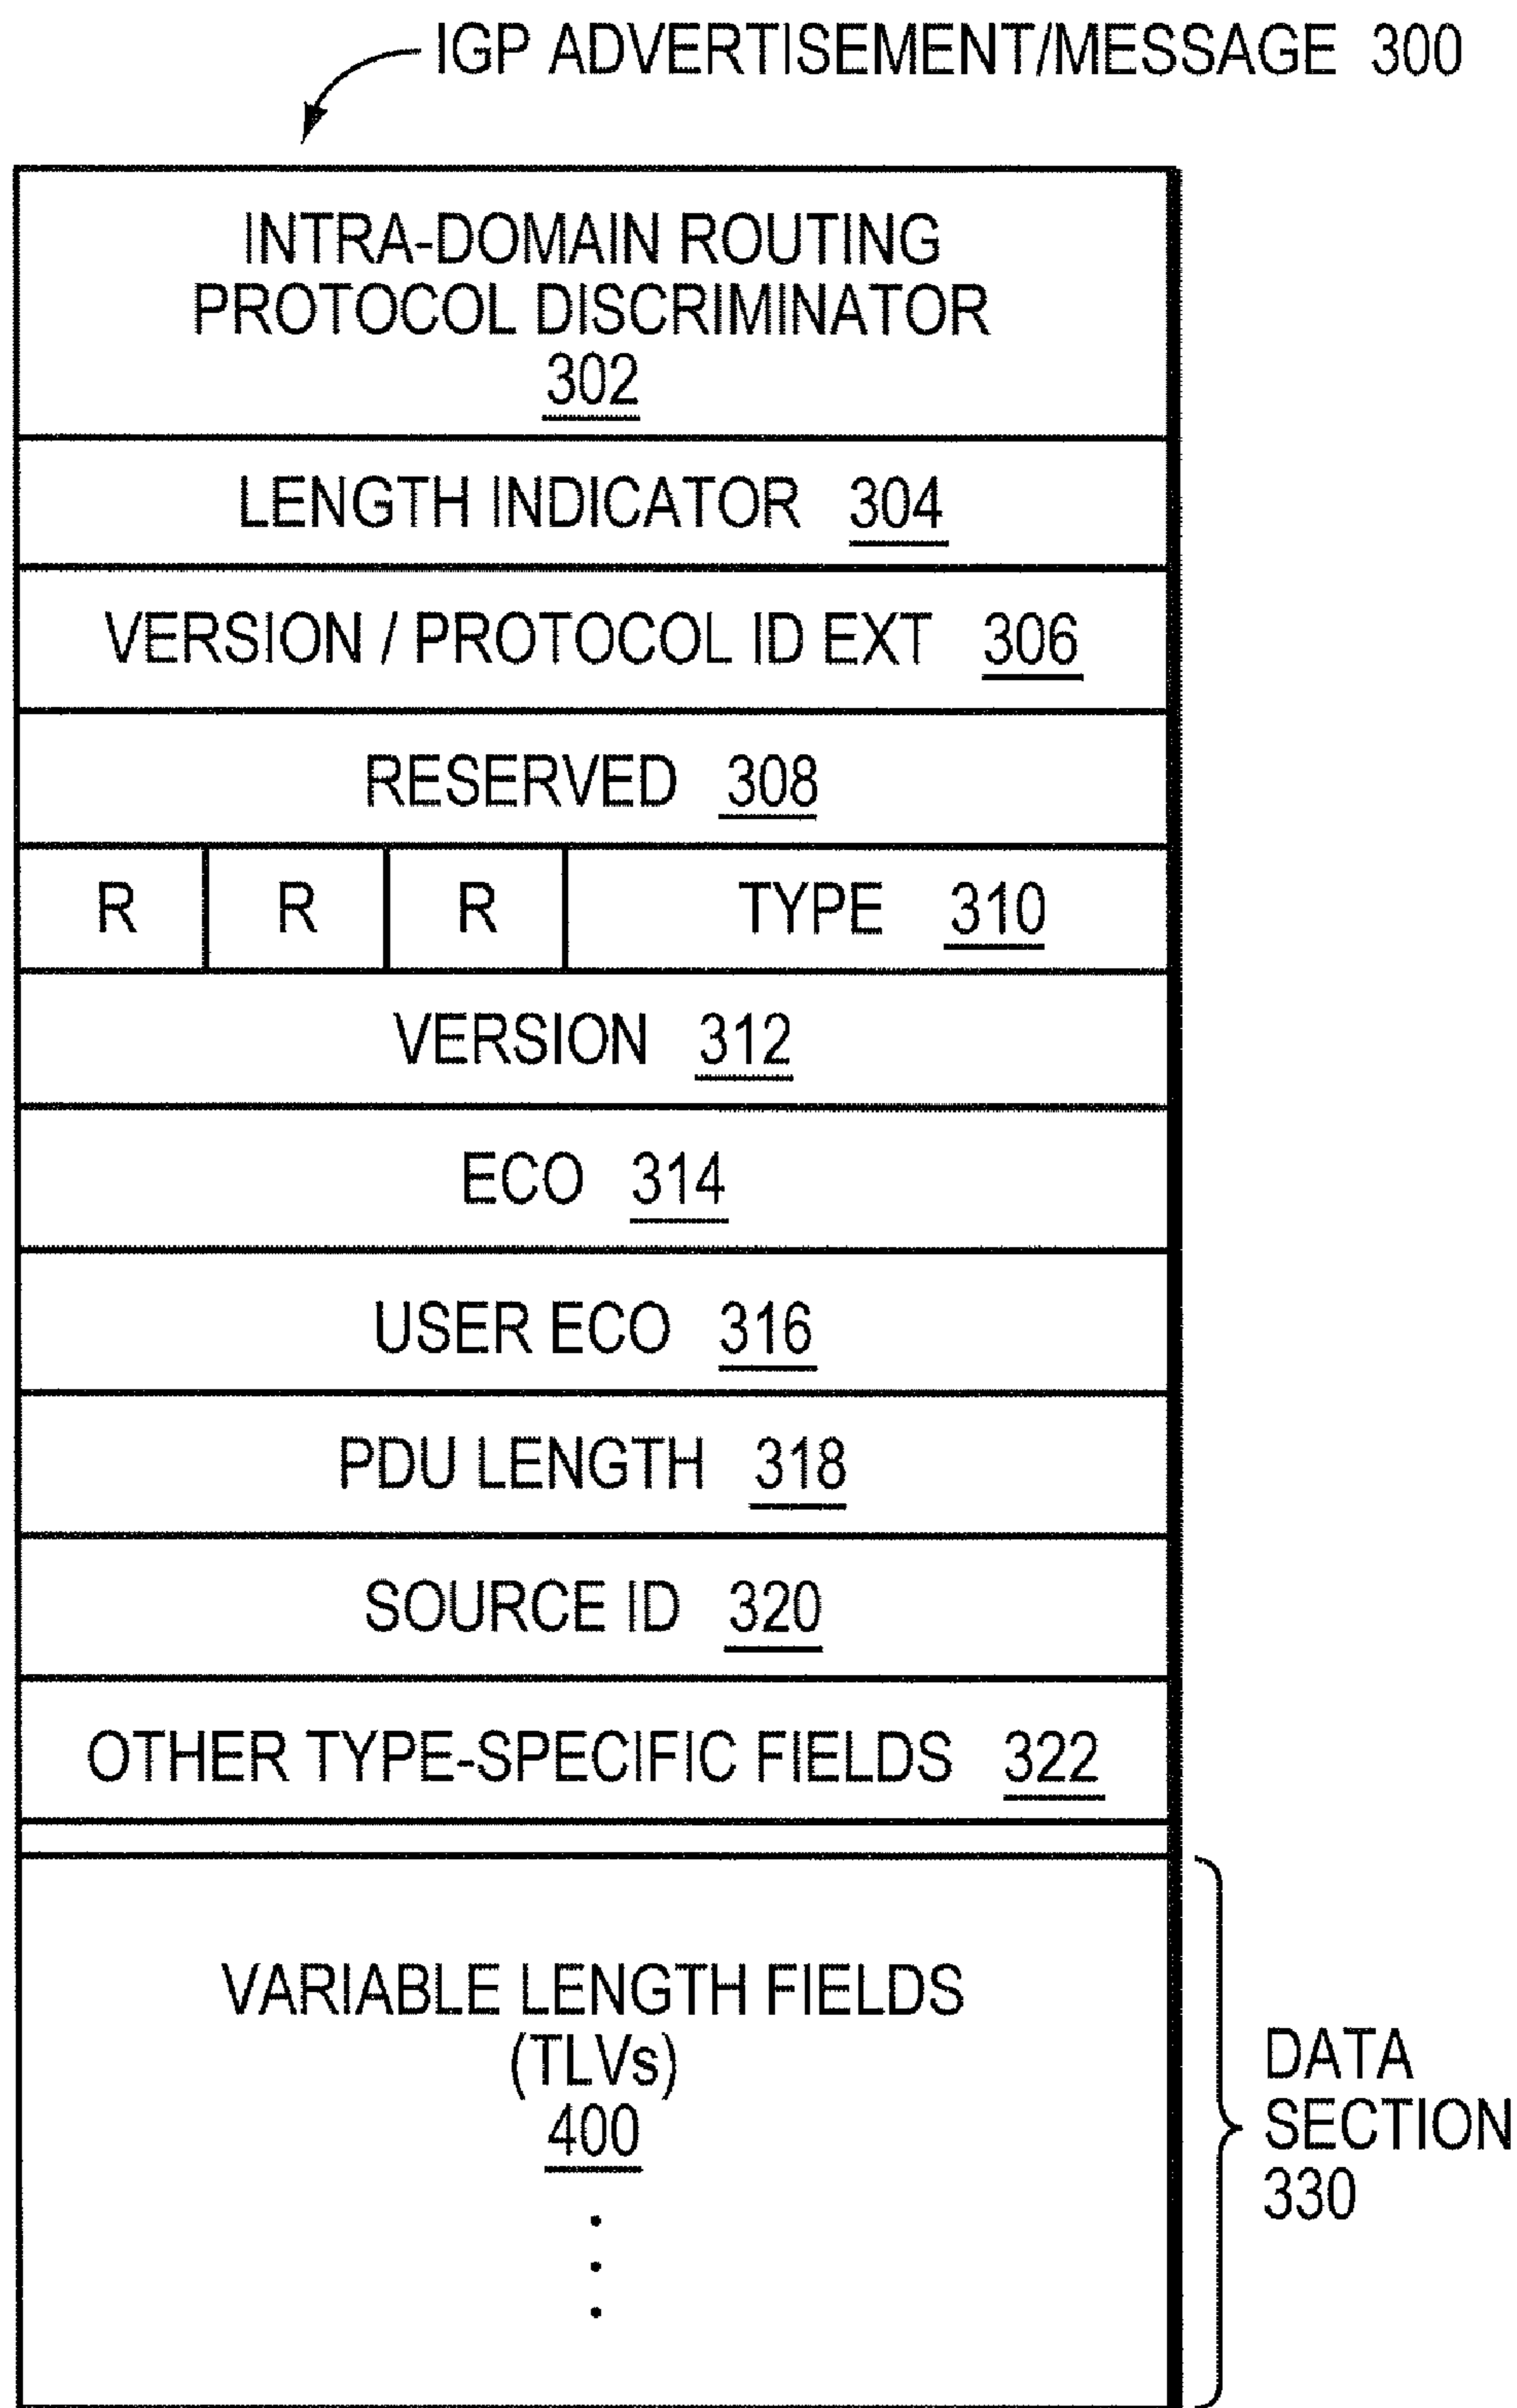 IGP ADVERTISEMENT/MESSAGE 300
INTRA-DOMAIN ROUTING
PROTOCOL DISCRIMINATOR
302
LENGTH INDICATOR 304
VERSION / PROTOCOL ID EXT 306
RESERVED 308
R R R TYPE 310
VERSION 312
ECO 314
USER ECO 316
PDU LENGTH 318
SOURCE ID 320
OTHER TYPE-SPECIFIC FIELDS 322
VARIABLE LENGTH FIELDS
(TLVs)
400
DATA
SECTION
330